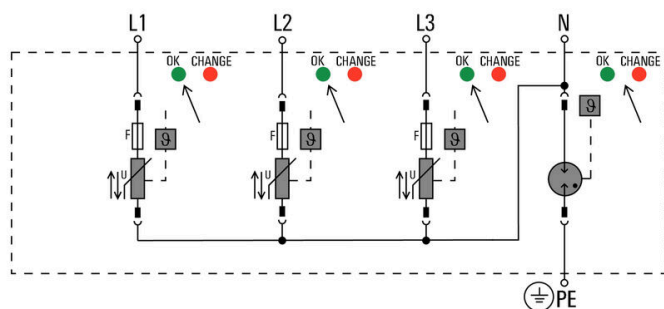 L1 L2 L3 N
OK CHANGE OK CHANGE OK CHANGE OK CHANGE
ϑ
F ϑ F ϑ F ϑ
U U U
PE